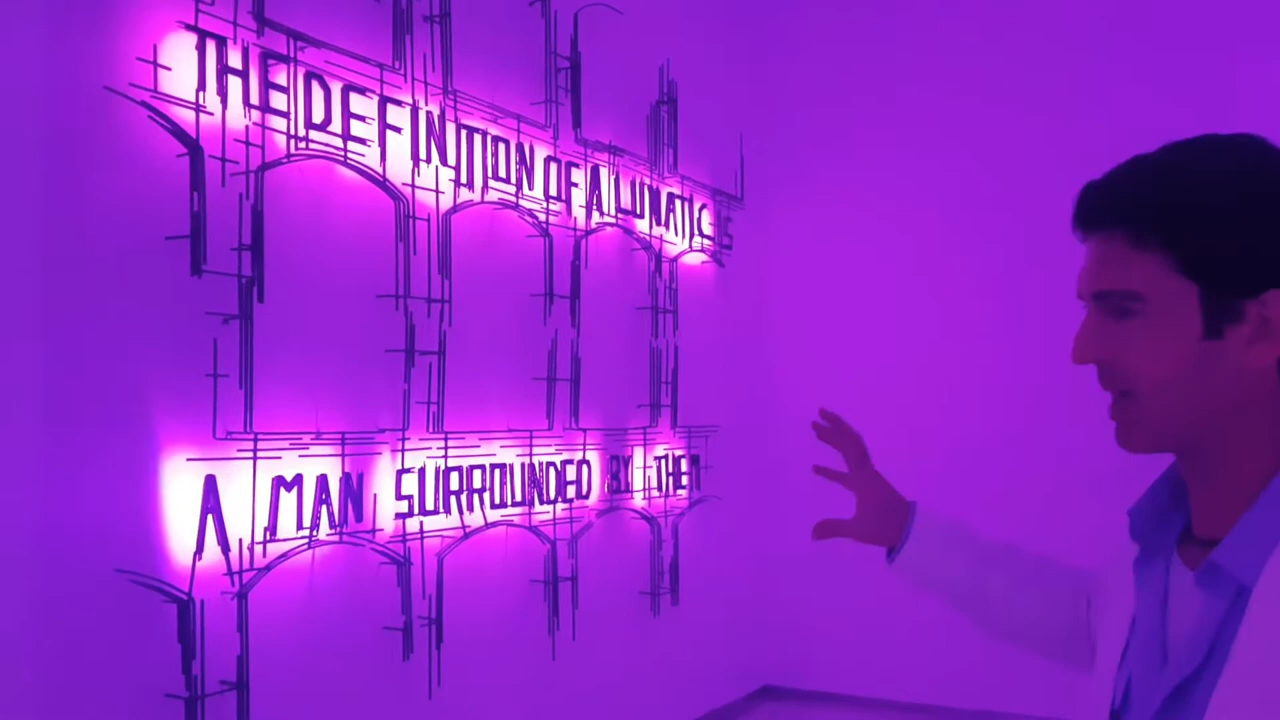 THE DEFINITION OF A LUNATIC IS
A MAN SURROUNDED BY THEM